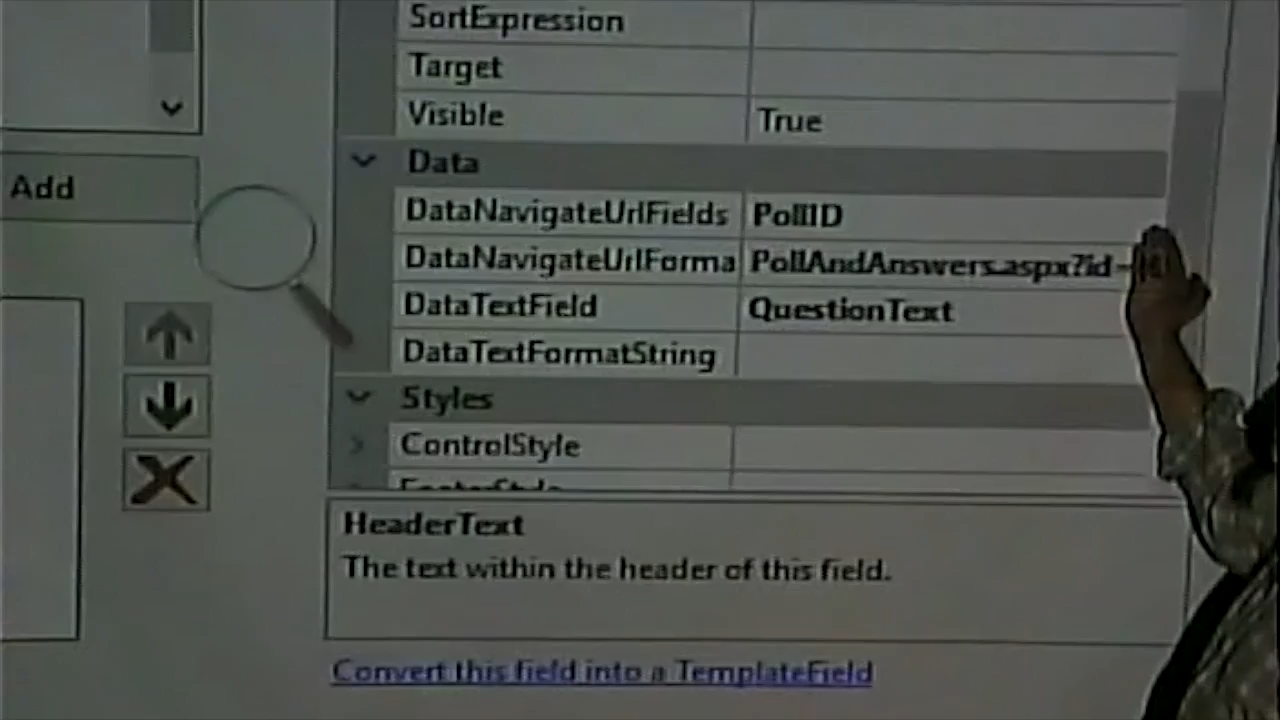 SortExpression
Target
Visible True
Data
Add
DataNavigateUrlFields PollID
DataNavigateUrlForma PollAndAnswers.aspx?id=
DataTextField QuestionText
DataTextFormatString
Styles
ControlStyle
FooterStyle
HeaderText
The text within the header of this field.
Convert this field into a TemplateField